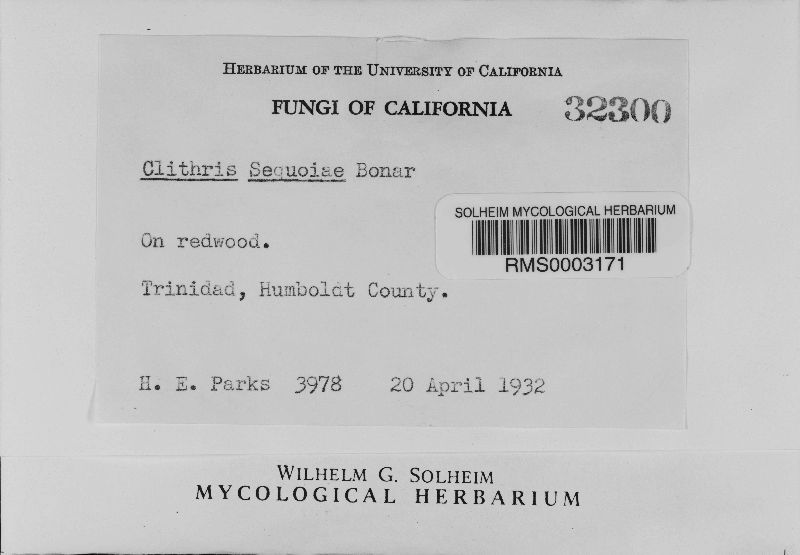 HERBARIUM OF THE UNIVERSITY OF CALIFORNIA
FUNGI OF CALIFORNIA 32300
Clithris Sequoiae Bonar
SOLHEIM MYCOLOGICAL HERBARIUM
RMS0003171
On redwood.
Trinidad, Humboldt County.
H. E. Parks 3978 20 April 1932
WILHELM G. SOLHEIM
MYCOLOGICAL HERBARIUM